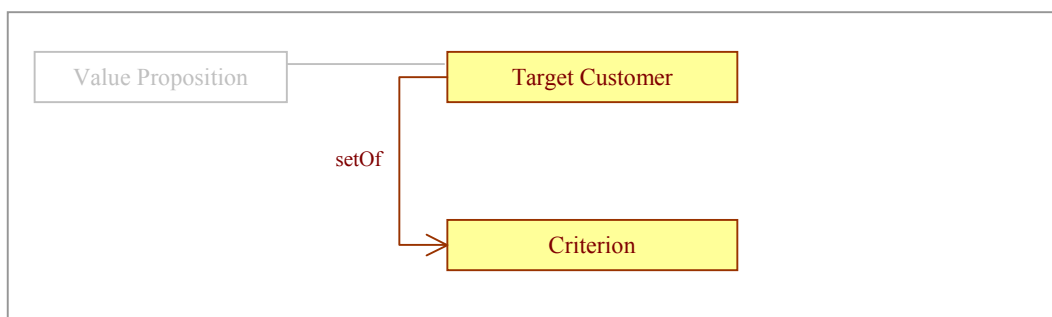 Value Proposition
Target Customer
setOf
Criterion